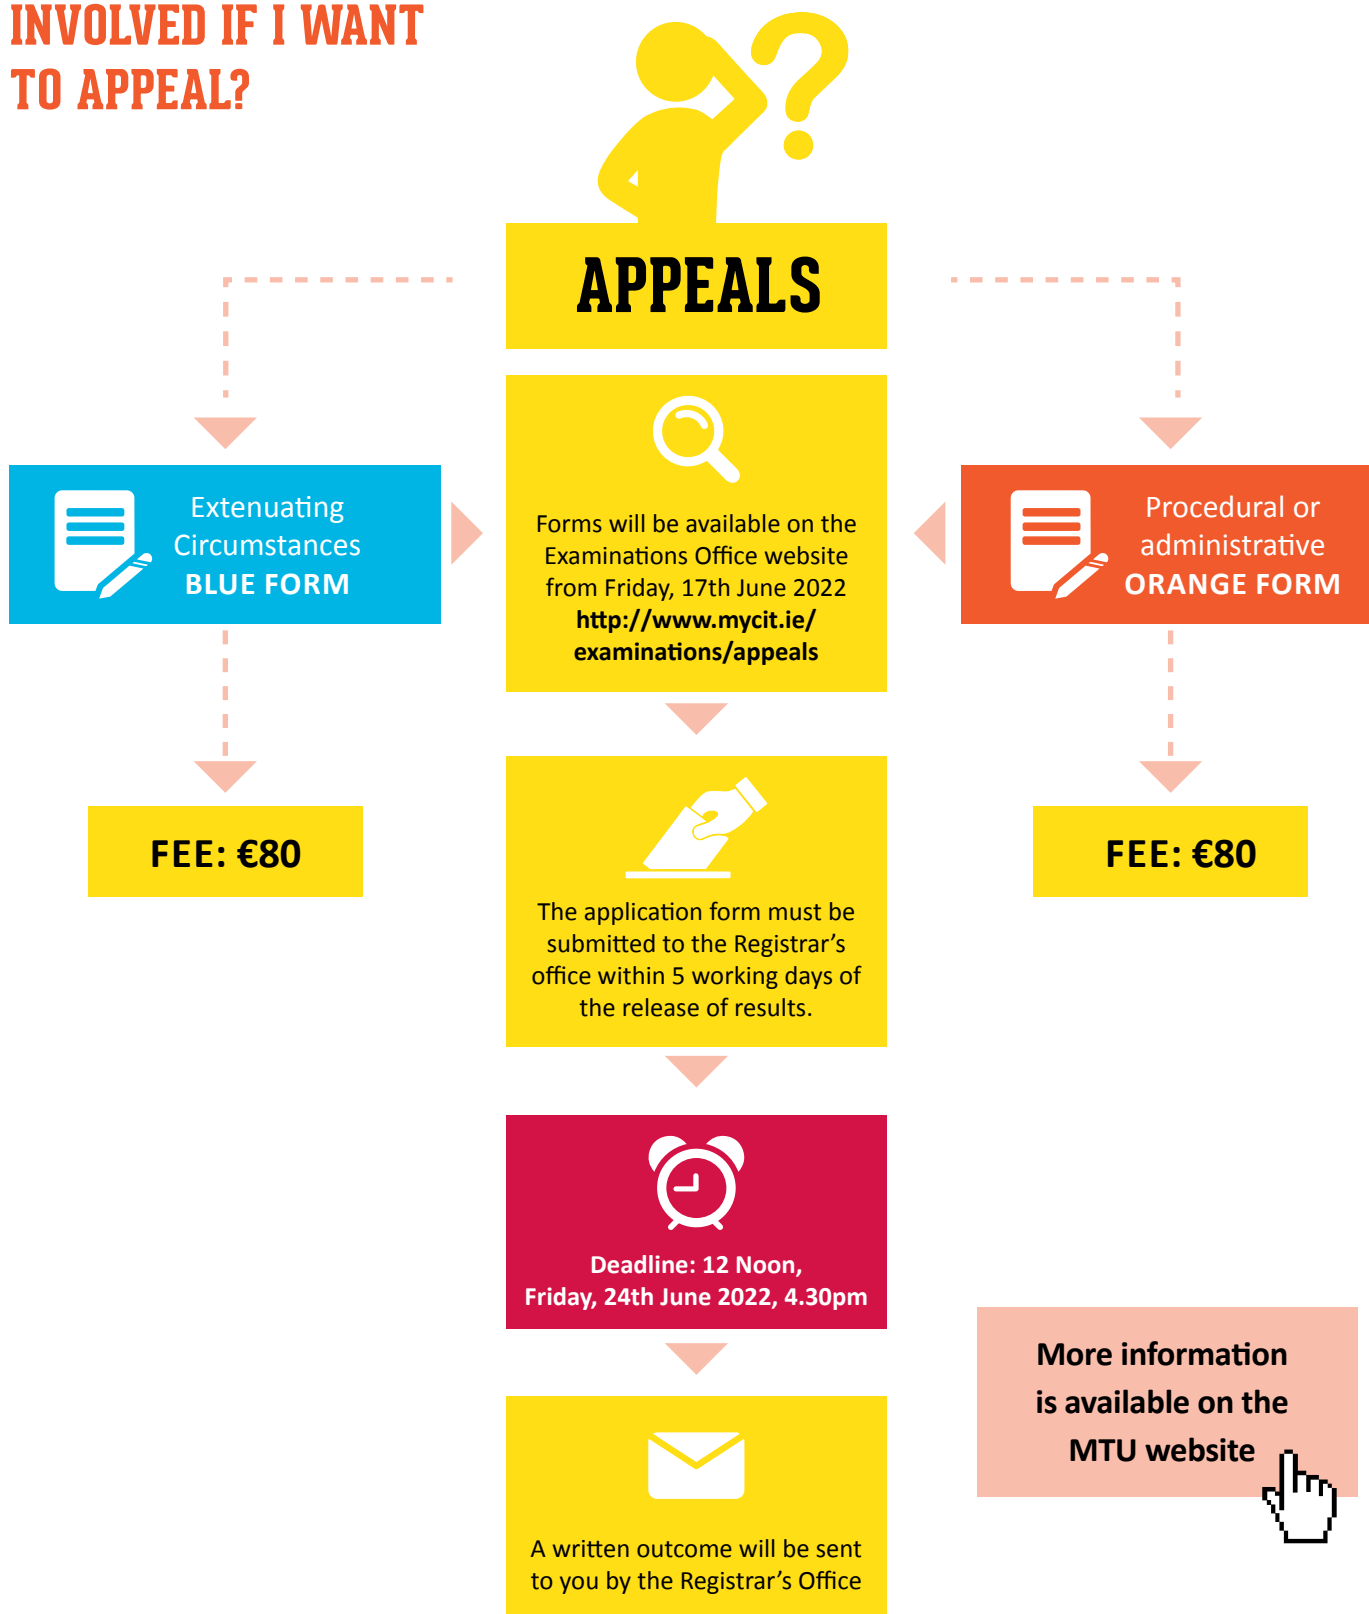 INVOLVED IF I WANT
TO APPEAL?
APPEALS
Extenuating
Circumstances
BLUE FORM
Forms will be available on the
Examinations Office website
from Friday, 17th June 2022
http://www.mycit.ie/
examinations/appeals
Procedural or
administrative
ORANGE FORM
FEE: €80
FEE: €80
The application form must be
submitted to the Registrar’s
office within 5 working days of
the release of results.
Deadline: 12 Noon,
Friday, 24th June 2022, 4.30pm
More information
is available on the
MTU website
A written outcome will be sent
to you by the Registrar’s Office